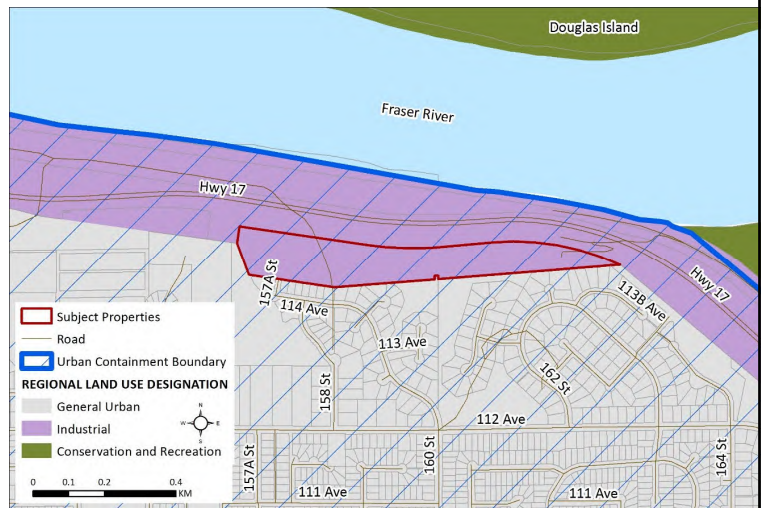 Douglas Island
Fraser River
Hwy 17
157A St
114 Ave
113 Ave
113B Ave
Hwy 17
158 St
162 St
112 Ave
157A St
160 St
164 St
111 Ave
111 Ave
Subject Properties
Road
Urban Containment Boundary
REGIONAL LAND USE DESIGNATION
General Urban
Industrial
Conservation and Recreation
N
W
E
S
0 0.1 0.2 0.4
KM